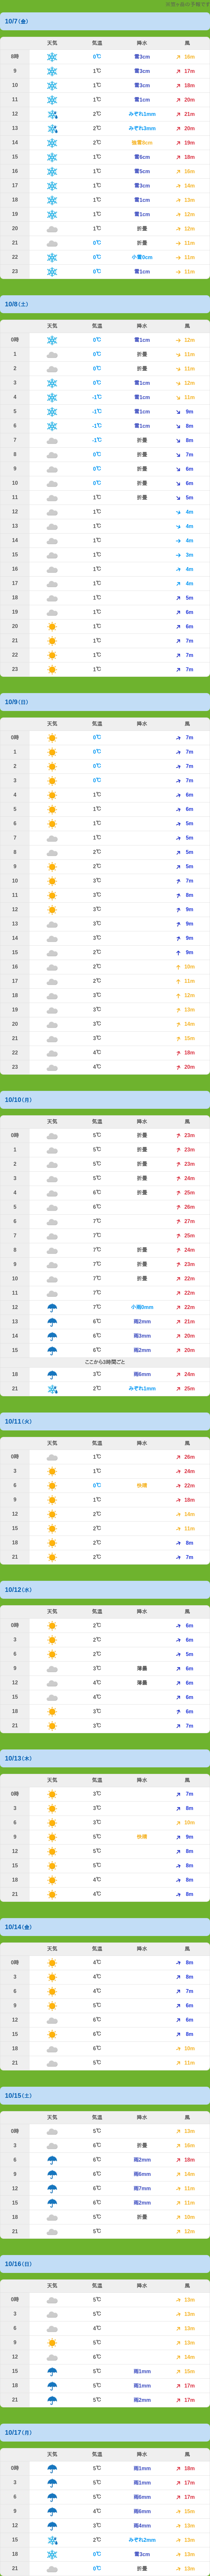 の予報です
10/7(金)
天気 気温 降水 風
8時 0℃ 雪3cm 16m
9 1℃ 雪3cm 17m
10 1℃ 雪3cm 18m
11 1℃ 雪1cm 20m
12 2℃ みぞれ1mm 21m
13 2℃ みぞれ3mm 20m
14 2℃ 強雪8cm 19m
15 1℃ 雪6cm 18m
16 1℃ 雪5cm 16m
17 1℃ 雪3cm 14m
18 1℃ 雪1cm 13m
19 1℃ 雪1cm 12m
20 1℃ 折曇 12m
21 0℃ 折曇 11m
22 0℃ 小雪0cm 11m
23 0℃ 雪1cm 11m
10/8(土)
天気 気温 降水 風
0時 0℃ 雪1cm 12m
1 0℃ 折曇 11m
2 0℃ 折曇 11m
3 0℃ 雪1cm 12m
4 -1℃ 雪1cm 11m
5 -1℃ 雪1cm 9m
6 -1℃ 雪1cm 8m
7 -1℃ 折曇 8m
8 0℃ 折曇 7m
9 0℃ 折曇 6m
10 0℃ 折曇 6m
11 1℃ 折曇 5m
12 1℃ 4m
13 1℃ 4m
14 1℃ 4m
15 1℃ 3m
16 1℃ 4m
17 1℃ 4m
18 1℃ 5m
19 1℃ 6m
20 1℃ 6m
21 1℃ 7m
22 1℃ 7m
23 1℃ 7m
10/9(日)
天気 気温 降水 風
0時 0℃ 7m
1 0℃ 7m
2 0℃ 7m
3 0℃ 7m
4 1℃ 6m
5 1℃ 6m
6 1℃ 5m
7 1℃ 5m
8 2℃ 5m
9 2℃ 5m
10 3℃ 7m
11 3℃ 8m
12 3℃ 9m
13 3℃ 9m
14 3℃ 9m
15 2℃ 9m
16 2℃ 10m
17 2℃ 11m
18 3℃ 12m
19 3℃ 13m
20 3℃ 14m
21 3℃ 15m
22 4℃ 18m
23 4℃ 20m
10/10(月)
天気 気温 降水 風
0時 5℃ 折曇 23m
1 5℃ 折曇 23m
2 5℃ 折曇 23m
3 5℃ 折曇 24m
4 6℃ 折曇 25m
5 6℃ 26m
6 7℃ 27m
7 7℃ 25m
8 7℃ 折曇 24m
9 7℃ 折曇 23m
10 7℃ 折曇 22m
11 7℃ 22m
12 7℃ 小雨0mm 22m
13 6℃ 雨2mm 21m
14 6℃ 雨3mm 20m
15 6℃ 雨2mm 20m
ここから3時間ごと
18 3℃ 雨8mm 24m
21 2℃ みぞれ1mm 25m
10/11(火)
天気 気温 降水 風
0時 1℃ 26m
3 1℃ 24m
6 0℃ 快晴 22m
9 1℃ 18m
12 2℃ 14m
15 2℃ 11m
18 2℃ 8m
21 2℃ 7m
10/12(水)
天気 気温 降水 風
0時 2℃ 6m
3 2℃ 6m
6 2℃ 5m
9 3℃ 薄曇 6m
12 4℃ 薄曇 6m
15 4℃ 6m
18 3℃ 6m
21 3℃ 7m
10/13(木)
天気 気温 降水 風
0時 3℃ 7m
3 3℃ 8m
6 3℃ 10m
9 5℃ 快晴 9m
12 5℃ 8m
15 5℃ 8m
18 4℃ 8m
21 4℃ 8m
10/14(金)
天気 気温 降水 風
0時 4℃ 8m
3 4℃ 8m
6 4℃ 7m
9 5℃ 6m
12 6℃ 6m
15 6℃ 8m
18 6℃ 10m
21 5℃ 11m
10/15(土)
天気 気温 降水 風
0時 5℃ 13m
3 6℃ 折曇 16m
6 6℃ 雨2mm 18m
9 6℃ 雨6mm 14m
12 6℃ 雨7mm 11m
15 6℃ 雨2mm 11m
18 5℃ 折曇 10m
21 5℃ 12m
10/16(日)
天気 気温 降水 風
0時 5℃ 13m
3 5℃ 13m
6 4℃ 13m
9 5℃ 13m
12 6℃ 14m
15 5℃ 雨1mm 15m
18 5℃ 雨1mm 17m
21 5℃ 雨2mm 17m
10/17(月)
天気 気温 降水 風
0時 5℃ 雨1mm 18m
3 5℃ 雨1mm 17m
6 5℃ 雨6mm 17m
9 4℃ 雨6mm 15m
12 3℃ 雨4mm 13m
15 2℃ みぞれ2mm 13m
18 0℃ 雪3cm 13m
21 0℃ 折曇 13m